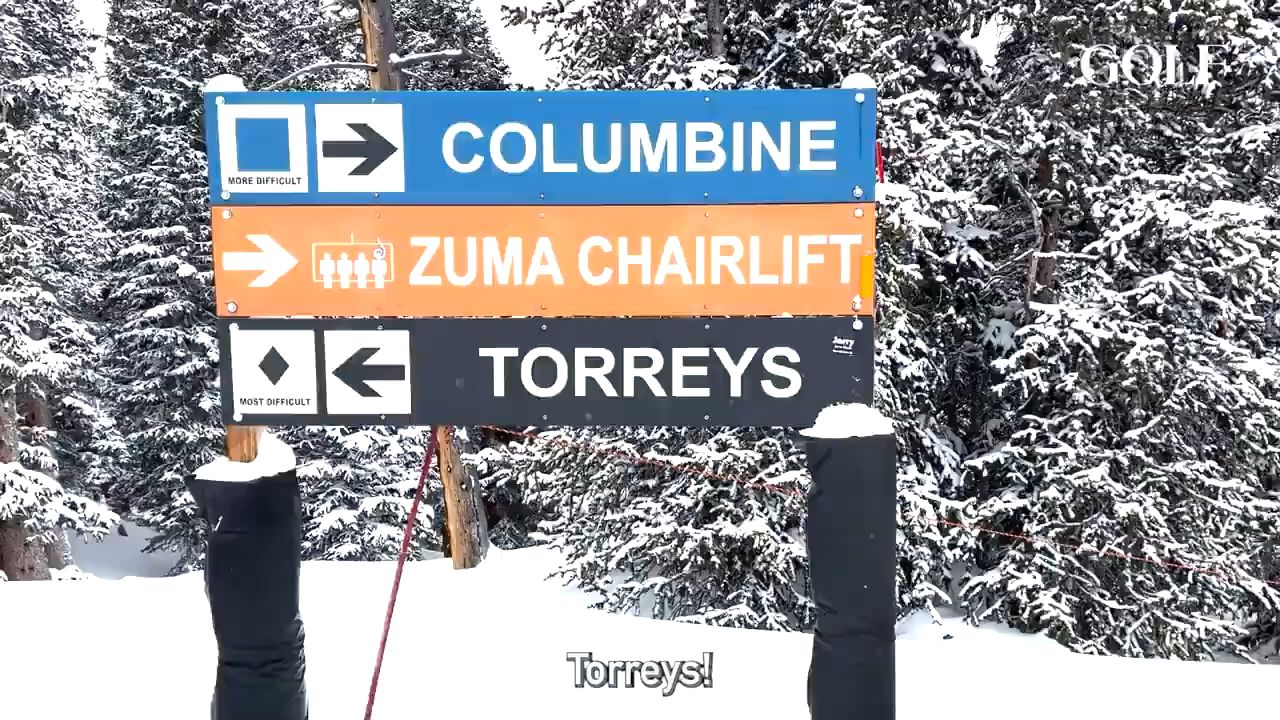 GOLF
COLUMBINE
MORE DIFFICULT
ZUMA CHAIRLIFT
TORREYS
MOST DIFFICULT
Torreys!